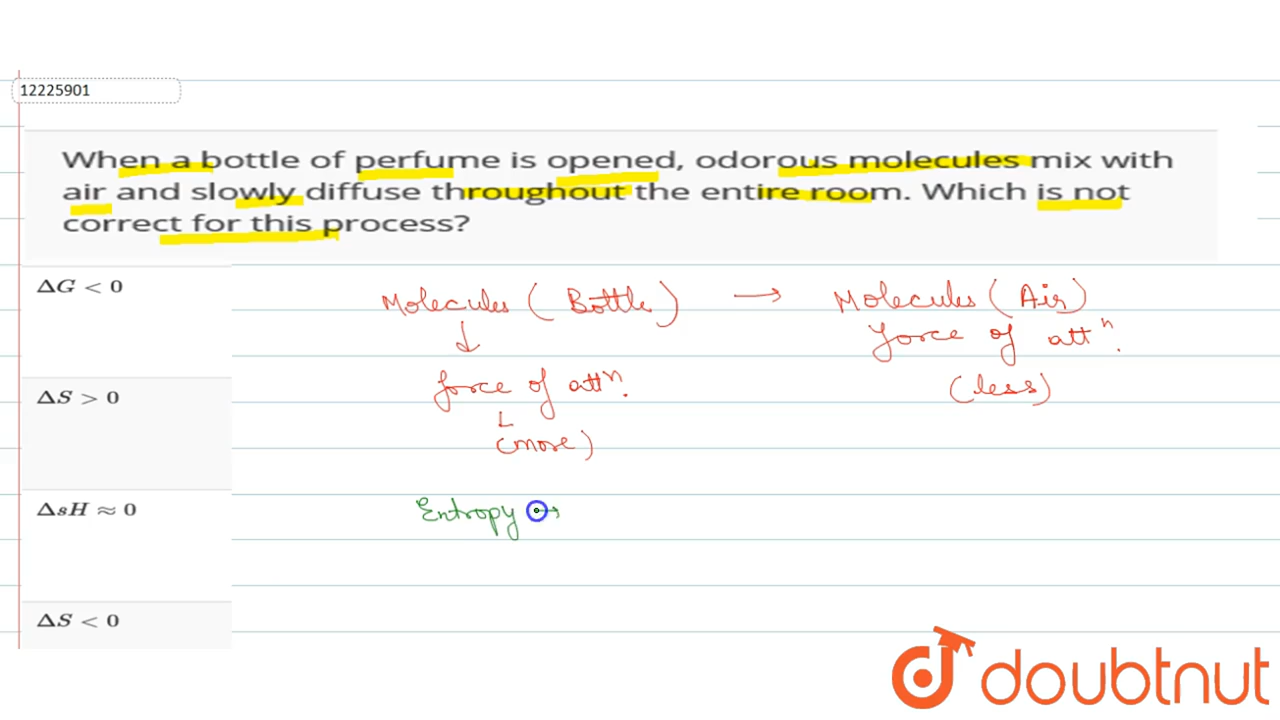 12225901
When a bottle of perfume is opened, odorous molecules mix with
air and slowly diffuse throughout the entire room. Which is not
correct for this process?
ΔG < 0
Molecules (Bottle) → Molecules (Air)
↓
force of attⁿ.
(less)
force of attⁿ.
(more)
ΔS > 0
ΔsH ≈ 0
Entropy →
ΔS < 0
doubtnut